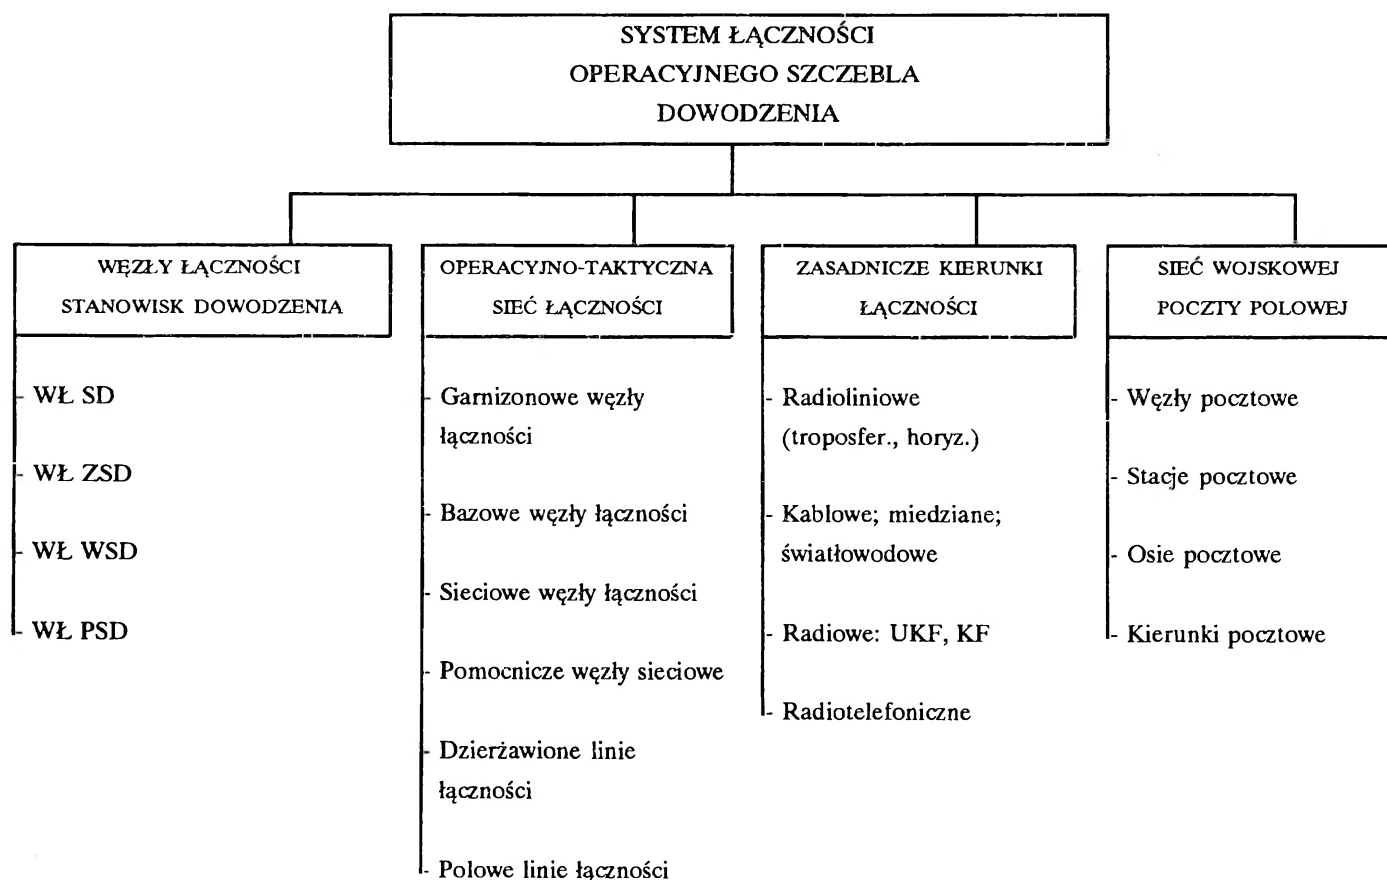 SYSTEM ŁĄCZNOŚCI
OPERACYJNEGO SZCZEBLA
DOWODZENIA
WĘZŁY ŁĄCZNOŚCI
STANOWISK DOWODZENIA
- WŁ SD
- WŁ ZSD
- WŁ WSD
- WŁ PSD
OPERACYJNO-TAKTYCZNA
SIEĆ ŁĄCZNOŚCI
- Garnizonowe węzły
łączności
- Bazowe węzły łączności
- Sieciowe węzły łączności
- Pomocnicze węzły sieciowe
- Dzierżawione linie
łączności
- Polowe linie łączności
ZASADNICZE KIERUNKI
ŁĄCZNOŚCI
- Radioliniowe
(troposfer., horyz.)
- Kablowe; miedziane;
światłowodowe
- Radiowe: UKF, KF
- Radiotelefoniczne
SIEĆ WOJSKOWEJ
POCZTY POLOWEJ
- Węzły pocztowe
- Stacje pocztowe
- Osie pocztowe
- Kierunki pocztowe